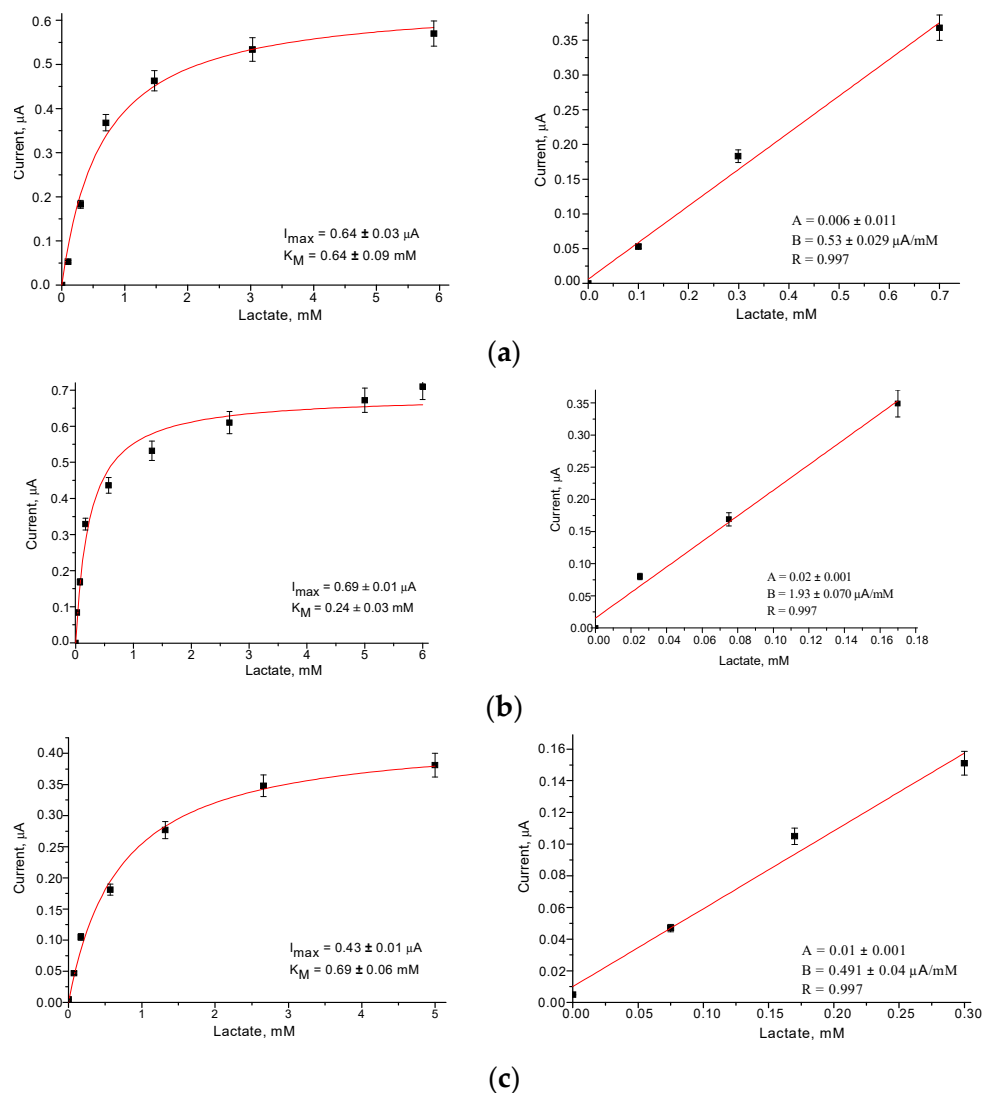 0.6
0.5
0.4
0.3
0.2
0.1
0.0
Current, µA
I_max = 0.64 ± 0.03 µA
K_M = 0.64 ± 0.09 mM
0 1 2 3 4 5 6
Lactate, mM
0.35
0.30
0.25
0.20
0.15
0.10
0.05
0.00
Current, µA
A = 0.006 ± 0.011
B = 0.53 ± 0.029 µA/mM
R = 0.997
0.0 0.1 0.2 0.3 0.4 0.5 0.6 0.7
Lactate, mM
(a)
0.7
0.6
0.5
0.4
0.3
0.2
0.1
0.0
Current, µA
I_max = 0.69 ± 0.01 µA
K_M = 0.24 ± 0.03 mM
0 1 2 3 4 5 6
Lactate, mM
0.35
0.30
0.25
0.20
0.15
0.10
0.05
0.00
Current, µA
A = 0.02 ± 0.001
B = 1.93 ± 0.070 µA/mM
R = 0.997
0.00 0.02 0.04 0.06 0.08 0.10 0.12 0.14 0.16 0.18
Lactate, mM
(b)
0.40
0.35
0.30
0.25
0.20
0.15
0.10
0.05
0.00
Current, µA
I_max = 0.43 ± 0.01 µA
K_M = 0.69 ± 0.06 mM
0 1 2 3 4 5
Lactate, mM
0.16
0.14
0.12
0.10
0.08
0.06
0.04
0.02
0.00
Current, µA
A = 0.01 ± 0.001
B = 0.491 ± 0.04 µA/mM
R = 0.997
0.00 0.05 0.10 0.15 0.20 0.25 0.30
Lactate, mM
(c)